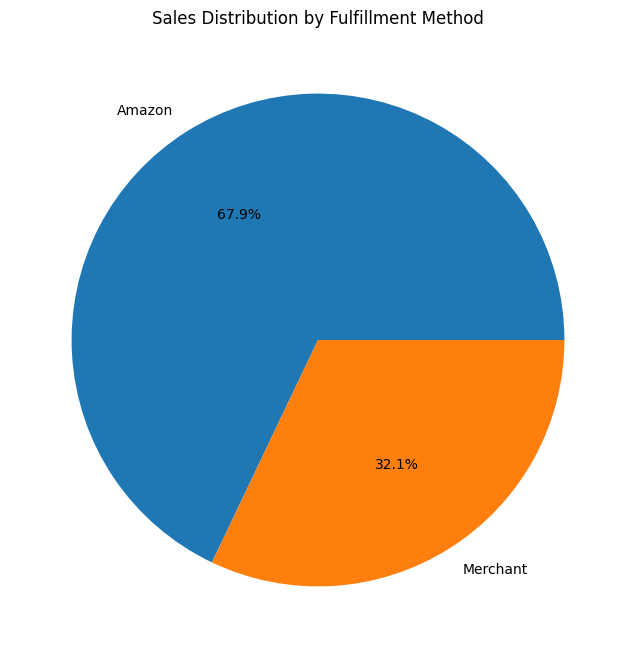 Sales Distribution by Fulfillment Method
Amazon
67.9%
32.1%
Merchant